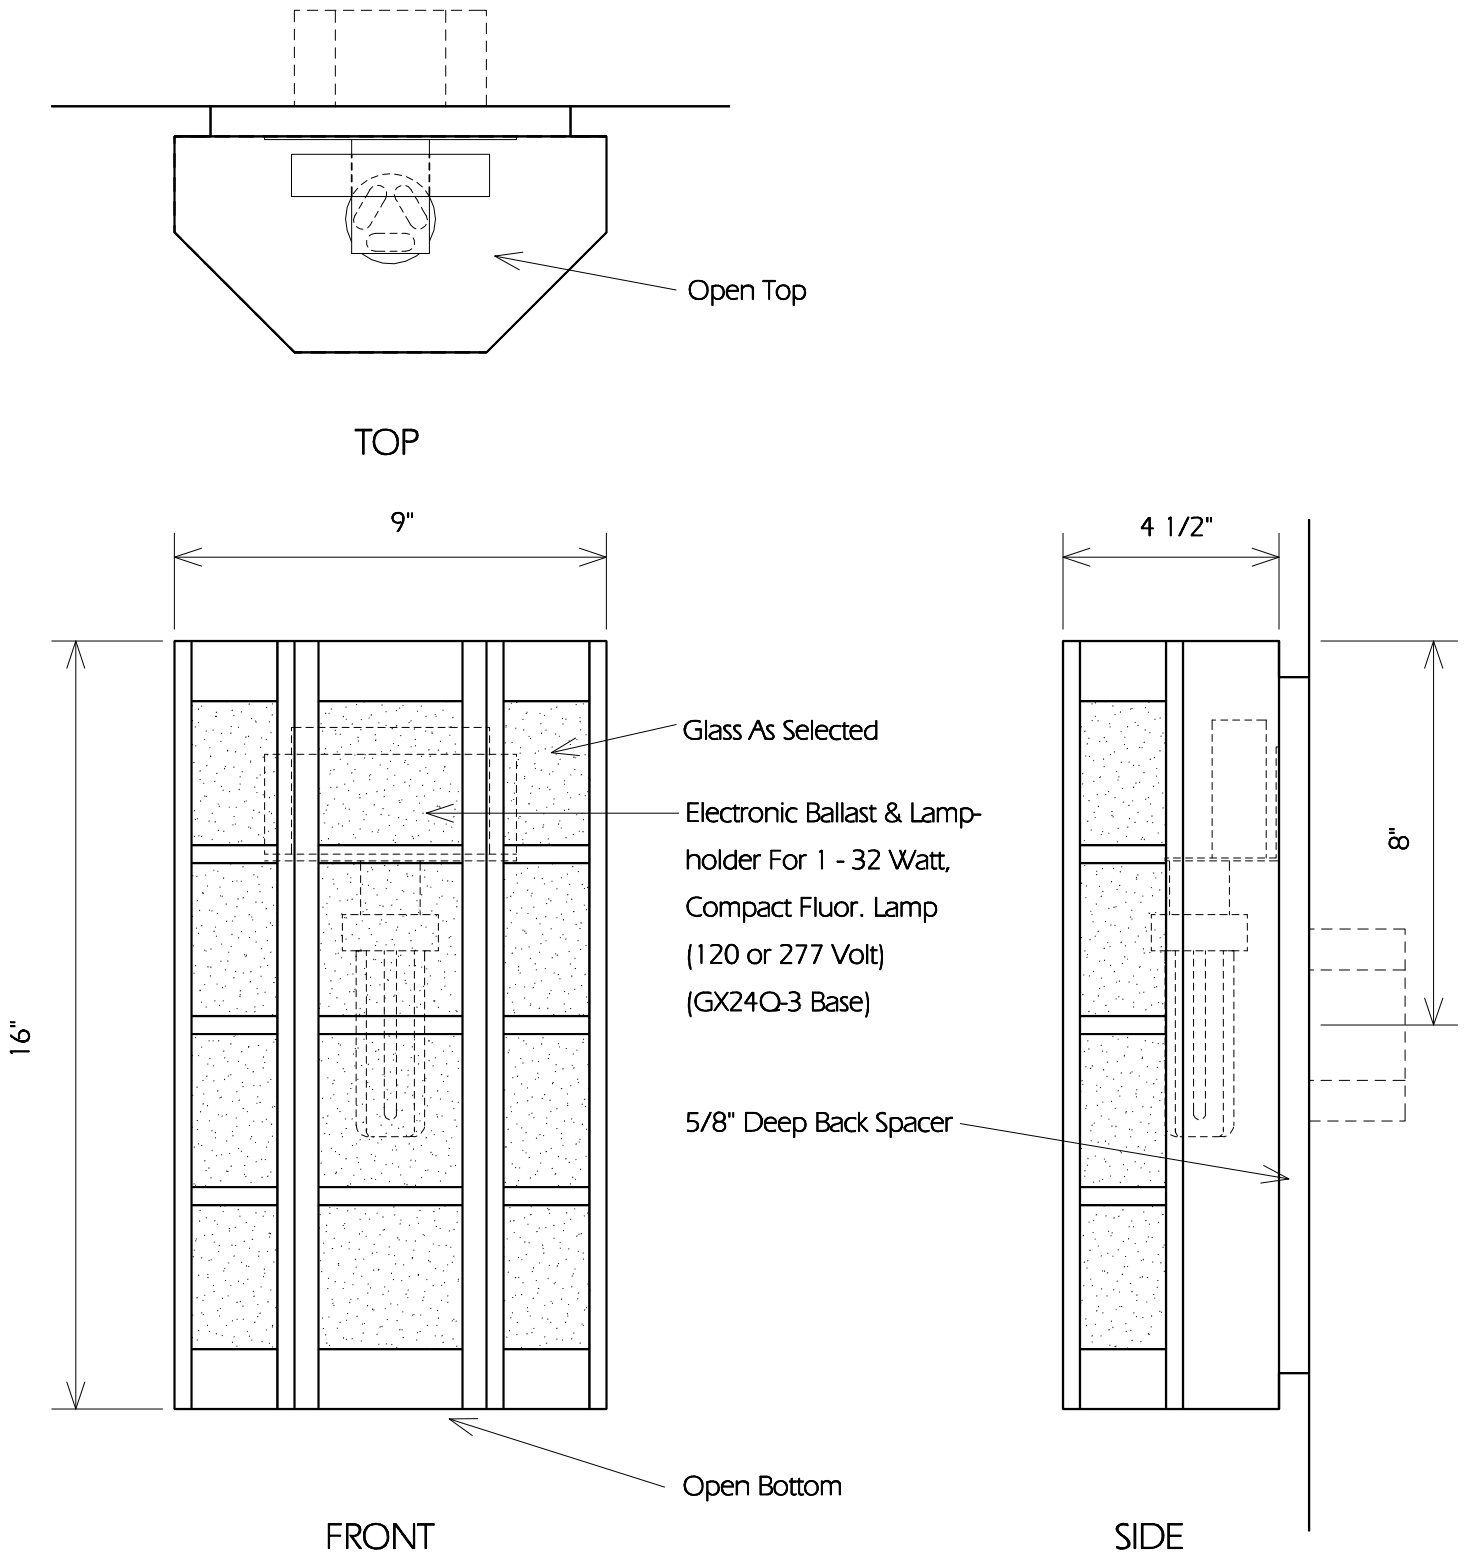 Open Top
TOP
9"
4 1/2"
Glass As Selected
Electronic Ballast & Lamp-
holder For 1 - 32 Watt,
Compact Fluor. Lamp
(120 or 277 Volt)
(GX24Q-3 Base)
8"
16"
5/8" Deep Back Spacer
Open Bottom
FRONT
SIDE